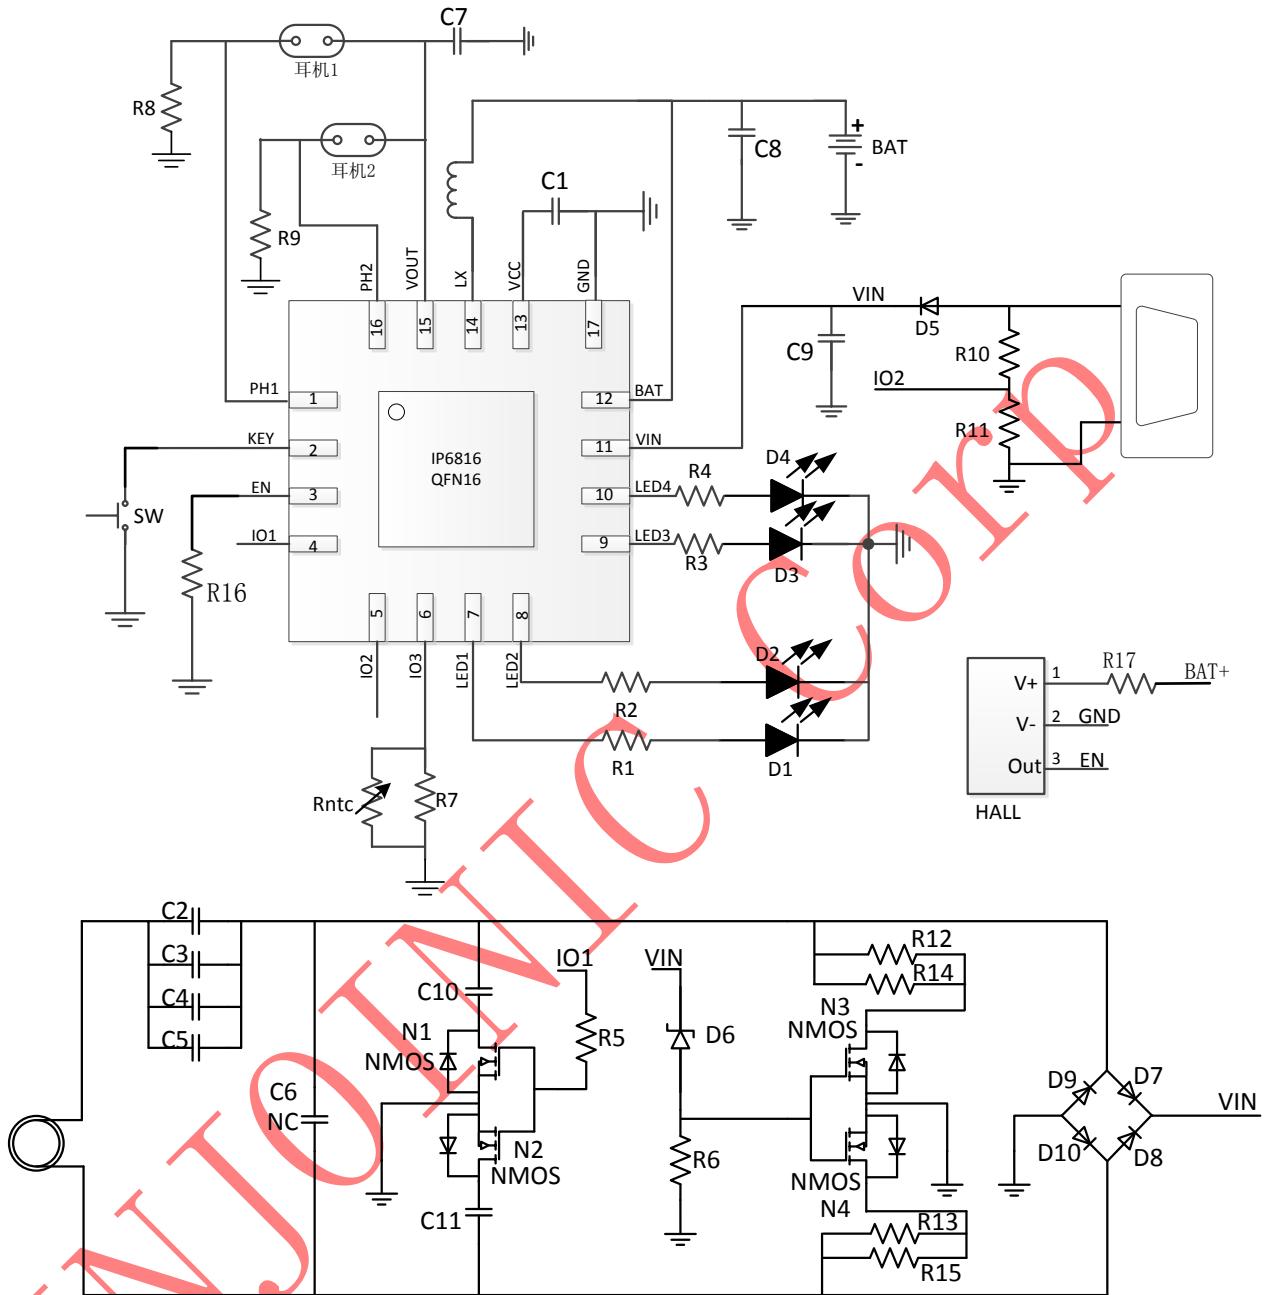 C7
耳机1
R8
耳机2
R9
C8
+
BAT
-
C1
PH2
VOUT
LX
VCC
GND
16
15
14
13
17
VIN
D5
C9
R10
IO2
R11
PH1
1
KEY
2
EN
3
IO1
4
IP6816
QFN16
12
BAT
11
VIN
10
LED4
9
LED3
R4
D4
R3
D3
SW
R16
5
6
7
8
IO2
IO3
LED1
LED2
R2
D2
R1
D1
Rntc
R7
V+
1
R17
BAT+
V-
2
GND
Out
3
EN
HALL
C2
C3
C4
C5
C6
NC
C10
IO1
R5
N1
NMOS
N2
NMOS
C11
VIN
D6
R6
R12
R14
N3
NMOS
NMOS
N4
R13
R15
D9
D7
D10
D8
VIN
NJOINIC Corp